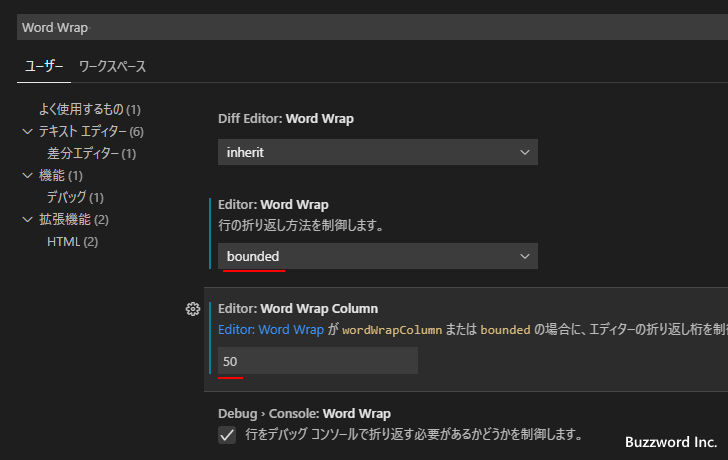 Word Wrap
ユーザー
ワークスペース
よく使用するもの (1)
テキスト エディター (6)
差分エディター (1)
機能 (1)
デバッグ (1)
拡張機能 (2)
HTML (2)
Diff Editor: Word Wrap
inherit
Editor: Word Wrap
行の折り返し方法を制御します。
bounded
Editor: Word Wrap Column
Editor: Word Wrap が wordWrapColumn または bounded の場合に、エディターの折り返し桁を制
50
Debug › Console: Word Wrap
行をデバッグ コンソールで折り返す必要があるかどうかを制御します。
Buzzword Inc.